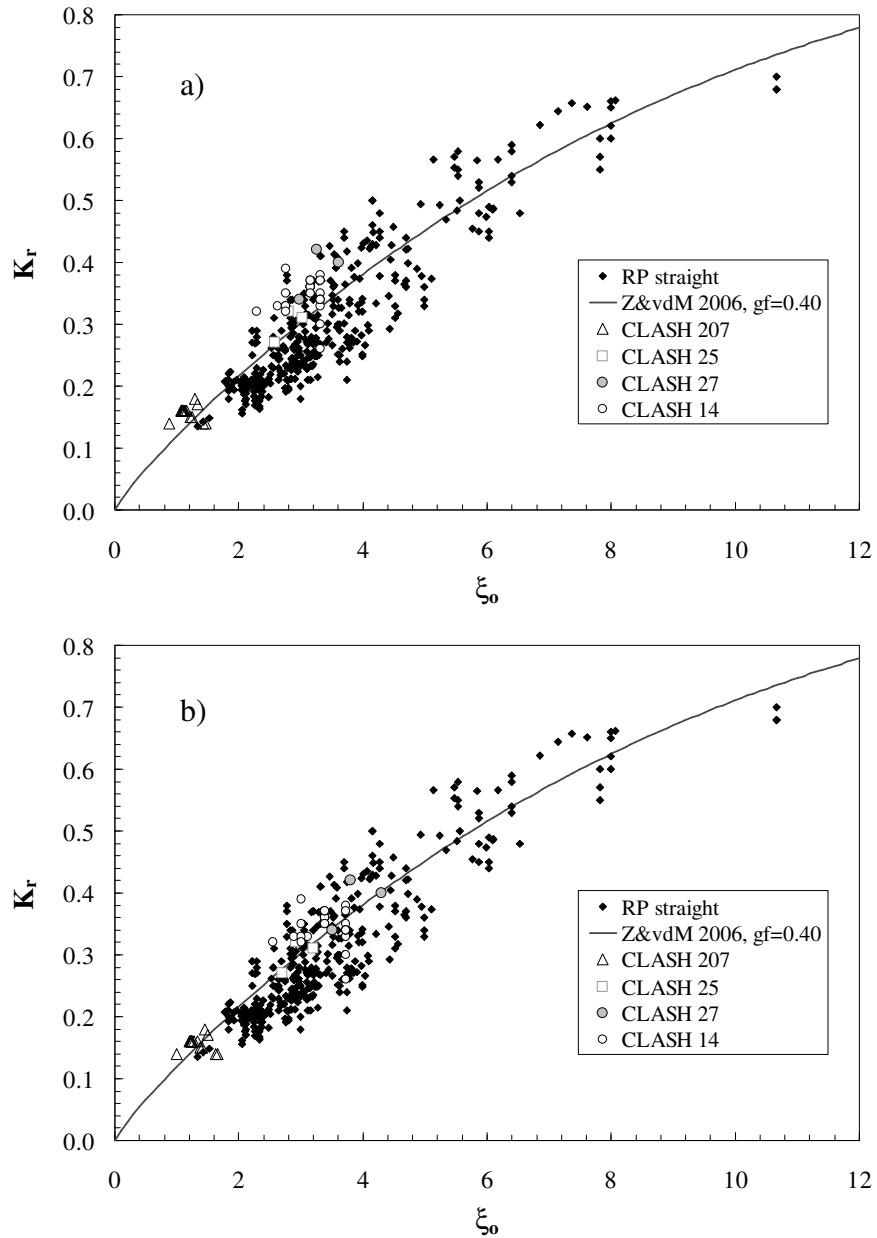 0.8
0.7
0.6
0.5
0.4
0.3
0.2
0.1
0.0
a)
Kr
RP straight
Z&vdM 2006, gf=0.40
CLASH 207
CLASH 25
CLASH 27
CLASH 14
0 2 4 6 8 10 12
ξo
0.8
0.7
0.6
0.5
0.4
0.3
0.2
0.1
0.0
b)
Kr
RP straight
Z&vdM 2006, gf=0.40
CLASH 207
CLASH 25
CLASH 27
CLASH 14
0 2 4 6 8 10 12
ξo